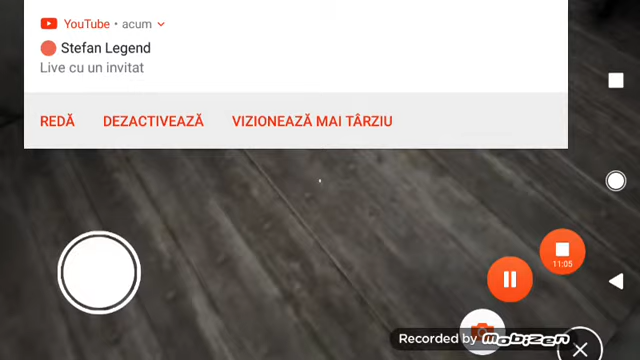 YouTube • acum
Stefan Legend
Live cu un invitat
REDĂ DEZACTIVEAZĂ VIZIONEAZĂ MAI TÂRZIU
11:05
Recorded by Mobizen